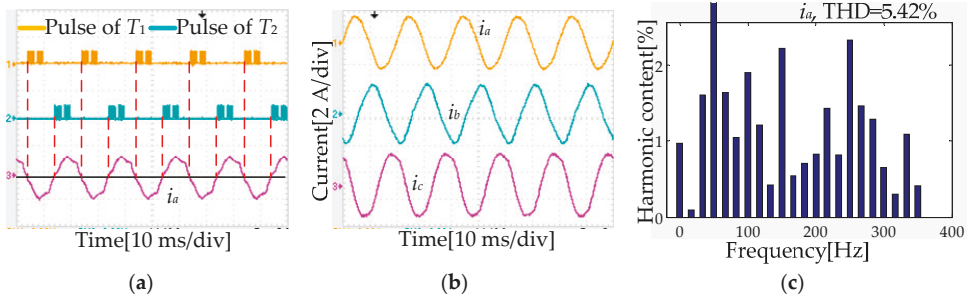 Pulse of T1 Pulse of T2
1
2
3
ia
Time[10 ms/div]
(a)
Current[2 A/div]
1
2
3
ia
ib
ic
Time[10 ms/div]
(b)
ia, THD=5.42%
Harmonic content[%]
2
1
0
0 100 200 300 400
Frequency[Hz]
(c)